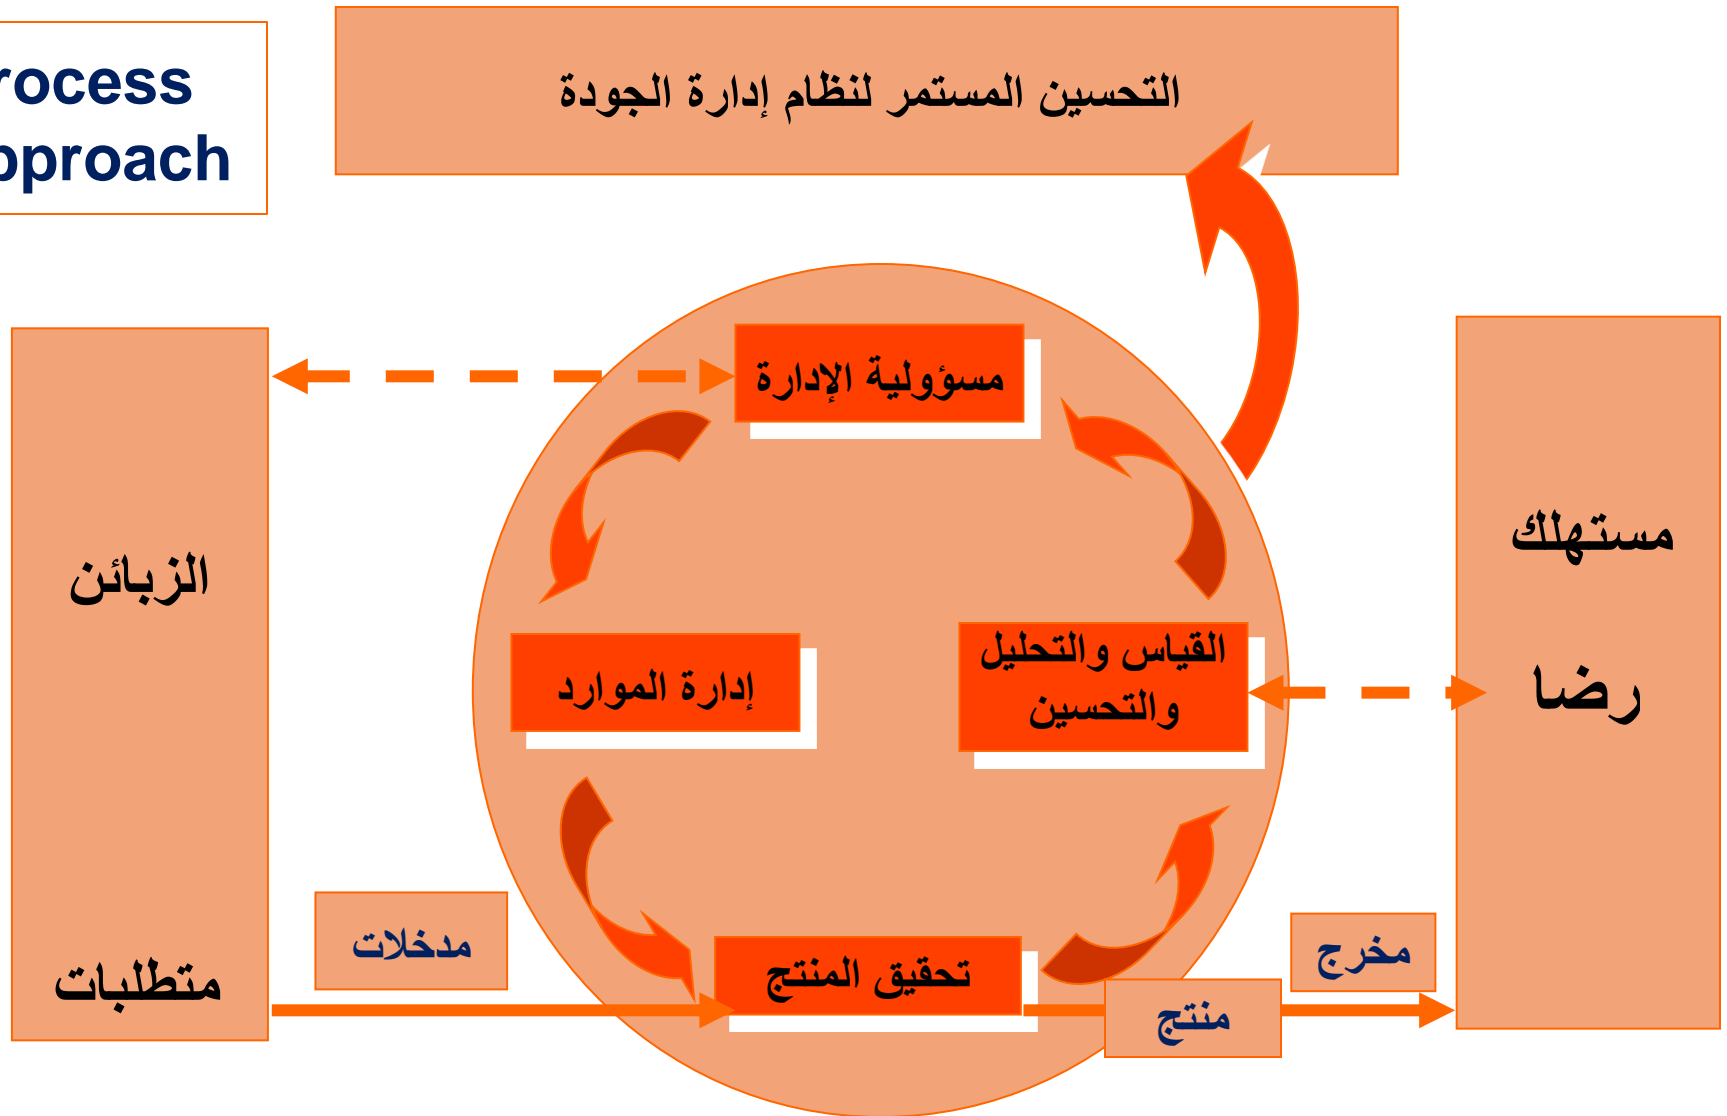 rocess
pproach
التحسين المستمر لنظام إدارة الجودة
مسؤولية الإدارة
الزبائن
متطلبات
إدارة الموارد
القياس والتحليل
والتحسين
مستهلك
رضا
مدخلات
تحقيق المنتج
منتج
مخرج